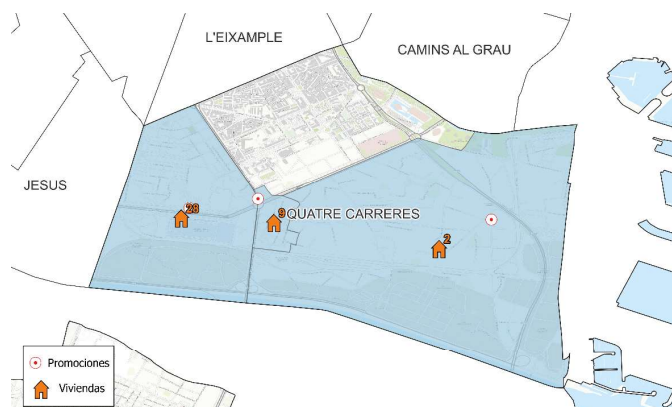 L'EIXAMPLE
CAMINS AL GRAU
JESUS
28
9
QUATRE CARRERES
2
Promociones
Viviendas